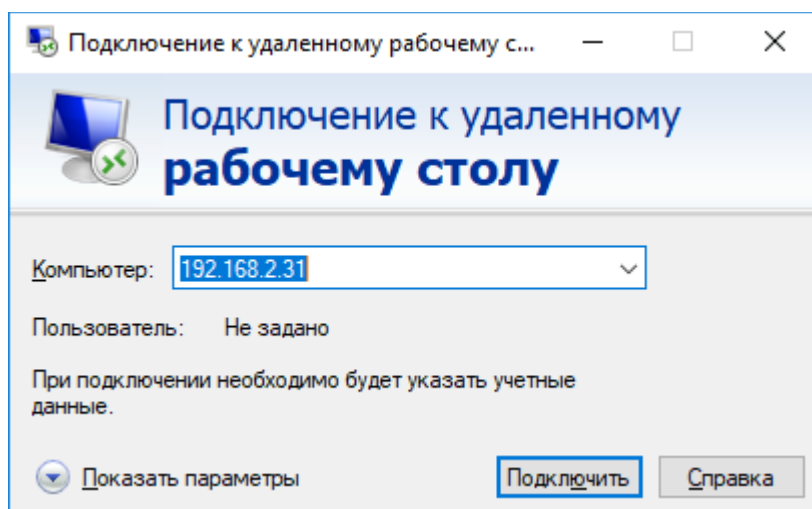 Подключение к удаленному рабочему с...
Подключение к удаленному
рабочему столу
Компьютер: 192.168.2.31
Пользователь: Не задано
При подключении необходимо будет указать учетные
данные.
Показать параметры Подключить Справка